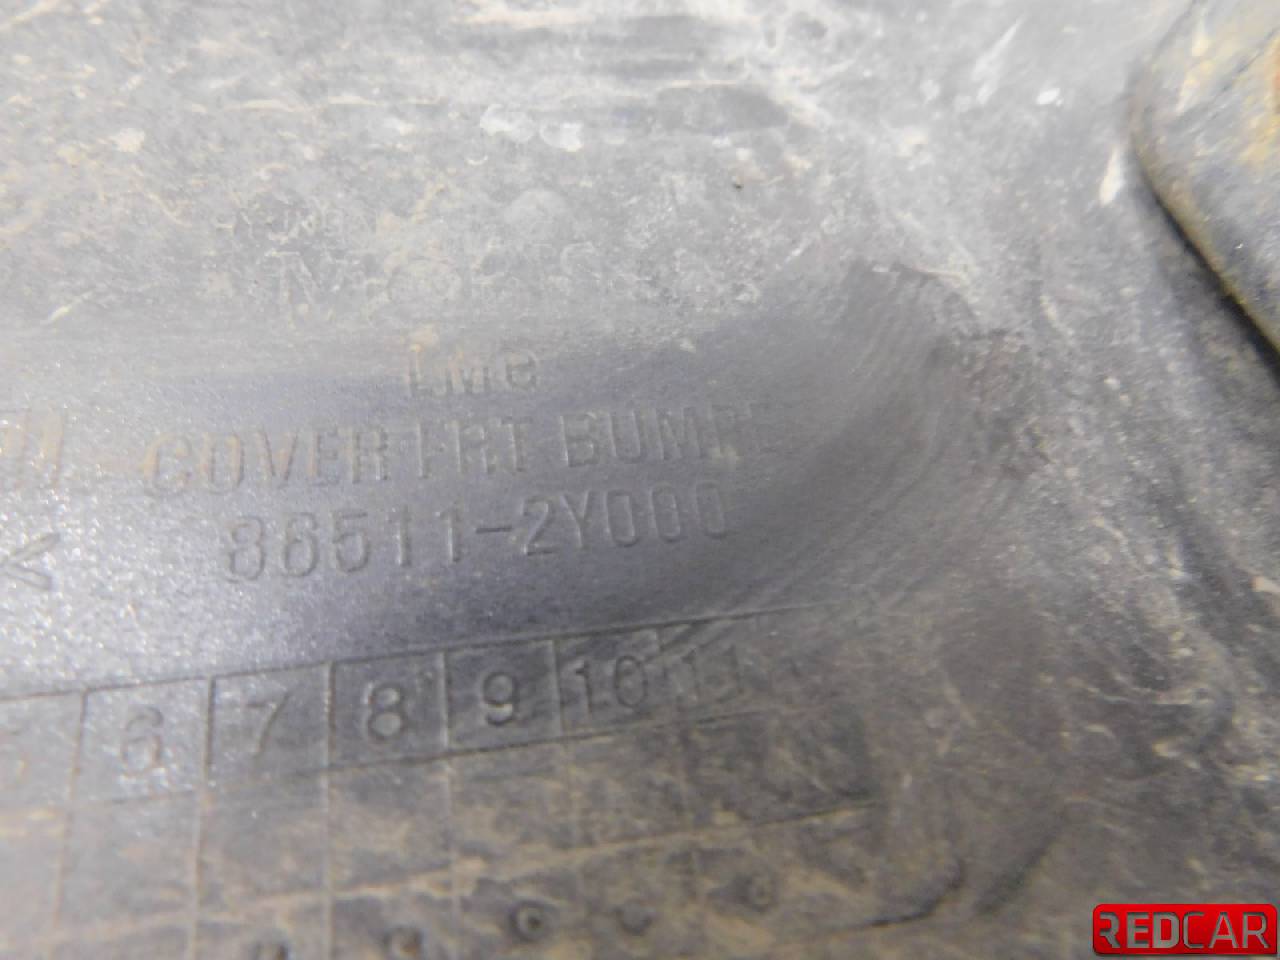 COVER FRT BUMPE
86511-2Y000
6 7 8 9 10 11
REDCAR